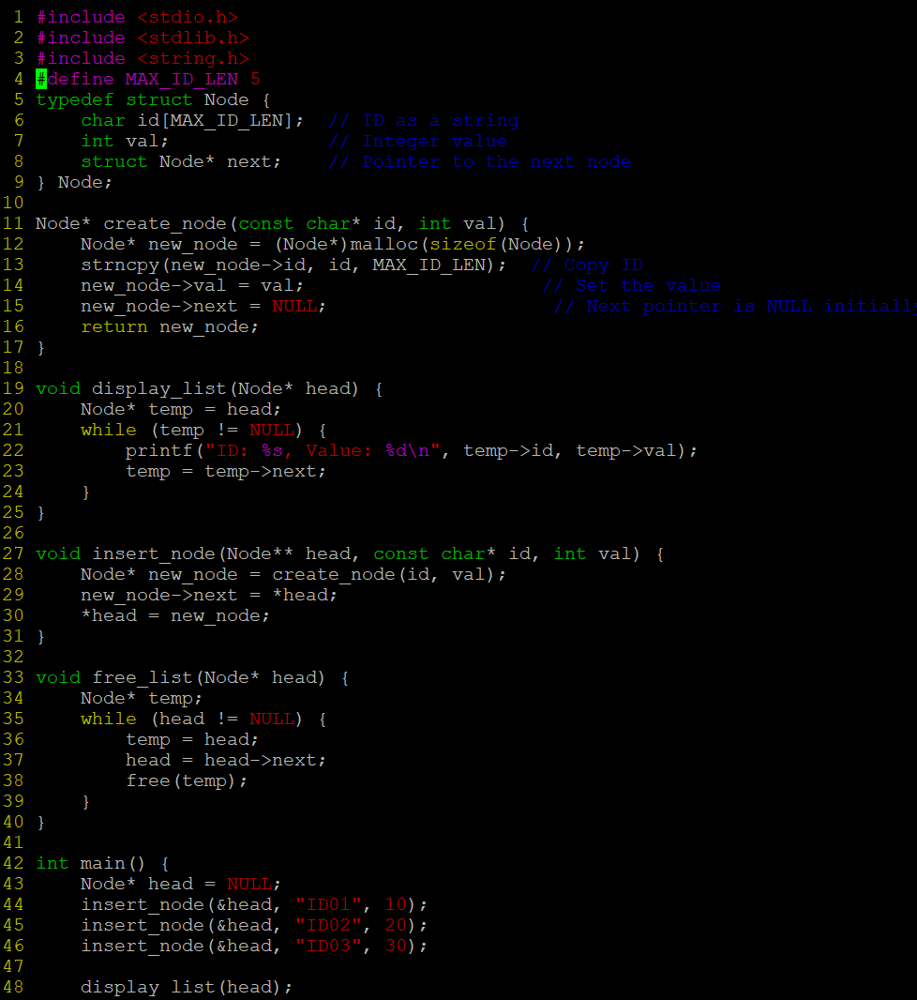 1 #include <stdio.h>
2 #include <stdlib.h>
3 #include <string.h>
4 #define MAX_ID_LEN 5
5 typedef struct Node {
6     char id[MAX_ID_LEN];  // ID as a string
7     int val;              // Integer value
8     struct Node* next;    // Pointer to the next node
9 } Node;
10
11 Node* create_node(const char* id, int val) {
12     Node* new_node = (Node*)malloc(sizeof(Node));
13     strncpy(new_node->id, id, MAX_ID_LEN);  // Copy ID
14     new_node->val = val;                     // Set the value
15     new_node->next = NULL;                    // Next pointer is NULL initially
16     return new_node;
17 }
18
19 void display_list(Node* head) {
20     Node* temp = head;
21     while (temp != NULL) {
22         printf("ID: %s, Value: %d\n", temp->id, temp->val);
23         temp = temp->next;
24     }
25 }
26
27 void insert_node(Node** head, const char* id, int val) {
28     Node* new_node = create_node(id, val);
29     new_node->next = *head;
30     *head = new_node;
31 }
32
33 void free_list(Node* head) {
34     Node* temp;
35     while (head != NULL) {
36         temp = head;
37         head = head->next;
38         free(temp);
39     }
40 }
41
42 int main() {
43     Node* head = NULL;
44     insert_node(&head, "ID01", 10);
45     insert_node(&head, "ID02", 20);
46     insert_node(&head, "ID03", 30);
47
48     display_list(head);